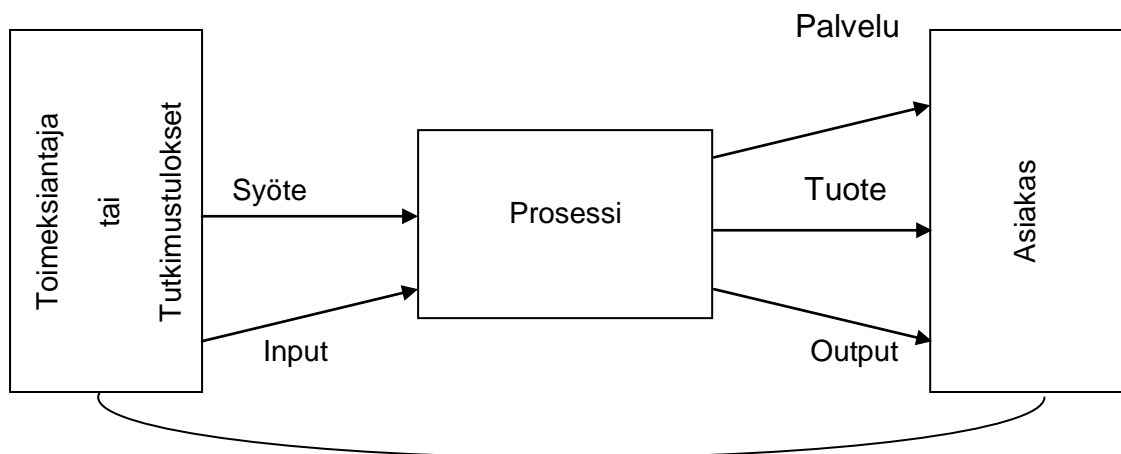 Palvelu
Toimeksiantaja
tai
Tutkimustulokset
Syöte
Input
Prosessi
Tuote
Output
Asiakas